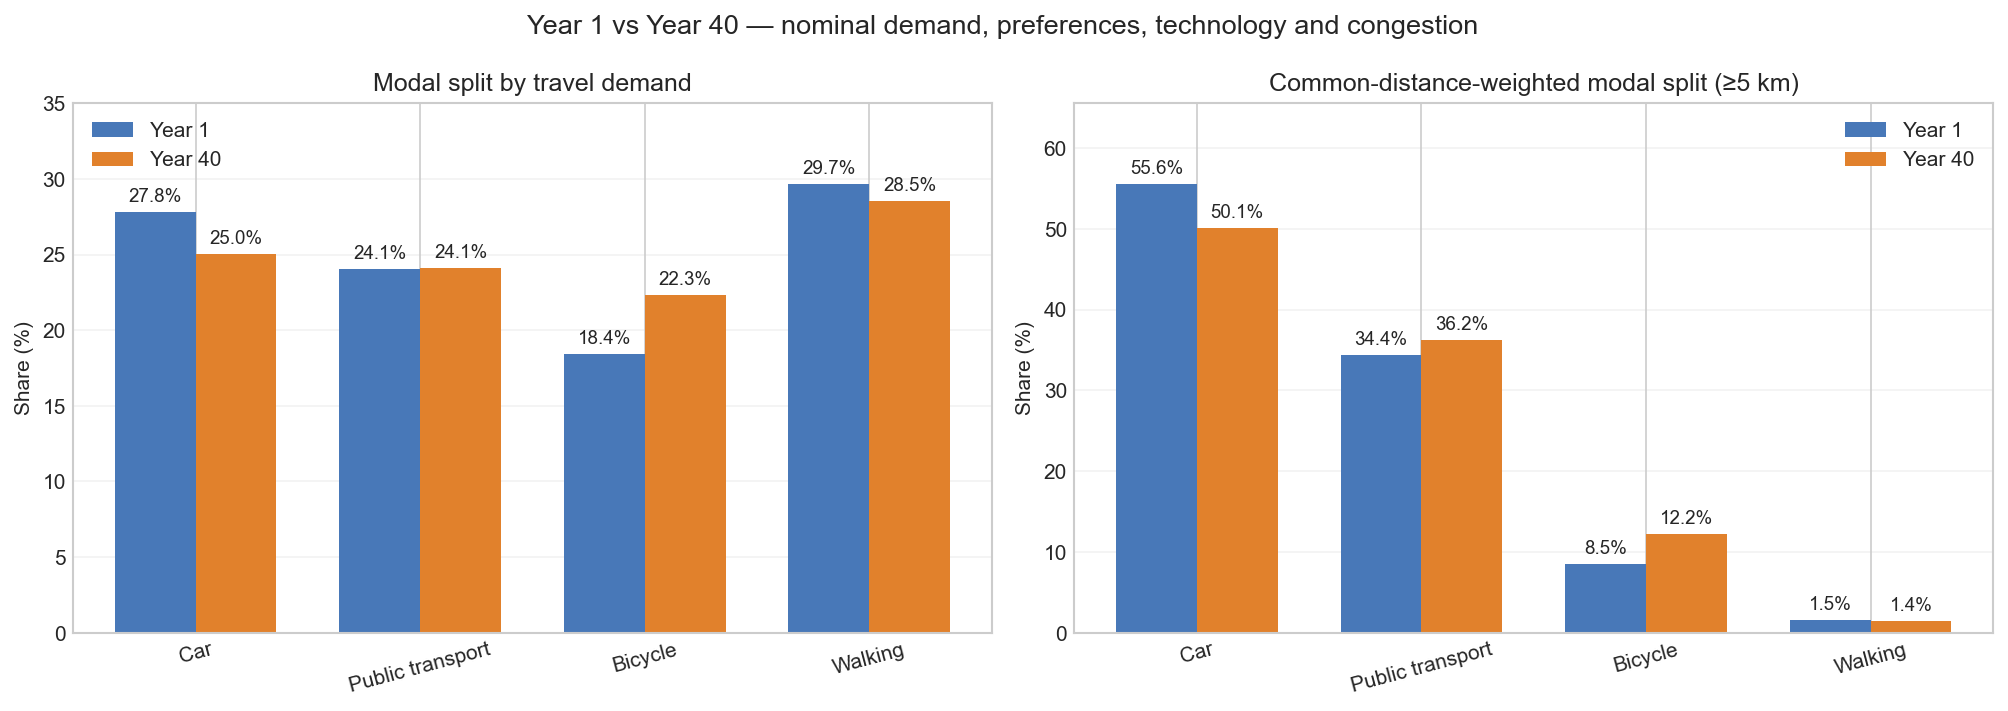 Year 1 vs Year 40 — nominal demand, preferences, technology and congestion
Modal split by travel demand
Share (%)
35
30
25
20
15
10
5
0
Year 1
Year 40
27.8%
25.0%
24.1%
24.1%
18.4%
22.3%
29.7%
28.5%
Car
Public transport
Bicycle
Walking
Common-distance-weighted modal split (≥5 km)
Share (%)
60
50
40
30
20
10
0
Year 1
Year 40
55.6%
50.1%
34.4%
36.2%
8.5%
12.2%
1.5%
1.4%
Car
Public transport
Bicycle
Walking